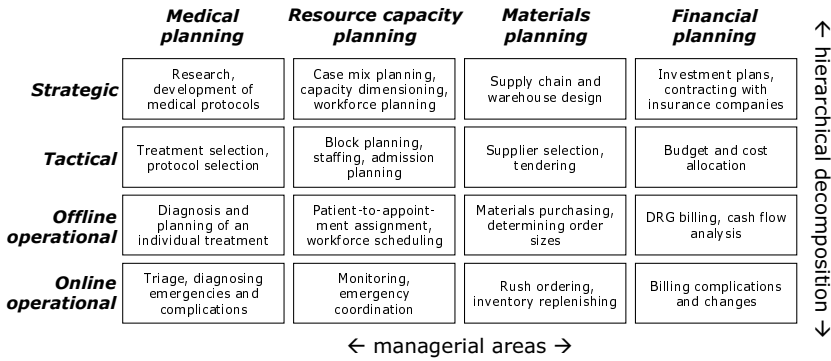 Medical planning
Resource capacity planning
Materials planning
Financial planning
Strategic
Research,
development of
medical protocols
Case mix planning,
capacity dimensioning,
workforce planning
Supply chain and
warehouse design
Investment plans,
contracting with
insurance companies
Tactical
Treatment selection,
protocol selection
Block planning,
staffing, admission
planning
Supplier selection,
tendering
Budget and cost
allocation
Offline
operational
Diagnosis and
planning of an
individual treatment
Patient-to-appoint-
ment assignment,
workforce scheduling
Materials purchasing,
determining order
sizes
DRG billing, cash flow
analysis
Online
operational
Triage, diagnosing
emergencies and
complications
Monitoring,
emergency
coordination
Rush ordering,
inventory replenishing
Billing complications
and changes
← managerial areas →
← hierarchical decomposition →